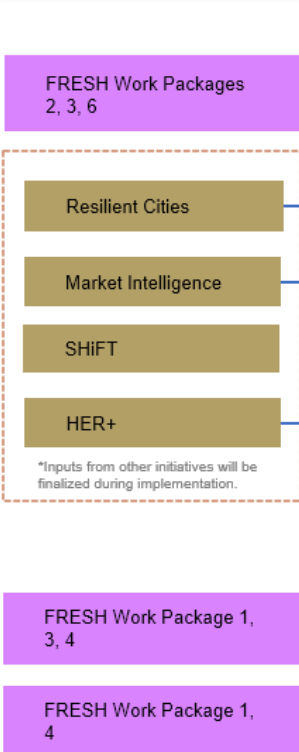 FRESH Work Packages
2, 3, 6
Resilient Cities
Market Intelligence
SHiFT
HER+
*Inputs from other initiatives will be
finalized during implementation.
FRESH Work Package 1,
3, 4
FRESH Work Package 1,
4